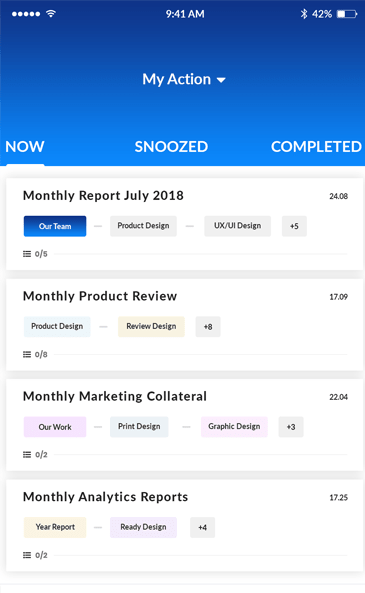 9:41 AM 42%
My Action
NOW SNOOZED COMPLETED
Monthly Report July 2018 24.08
Our Team Product Design UX/UI Design +5
0/5
Monthly Product Review 17.09
Product Design Review Design +8
0/8
Monthly Marketing Collateral 22.04
Our Work Print Design Graphic Design +3
0/2
Monthly Analytics Reports 17.25
Year Report Ready Design +4
0/2